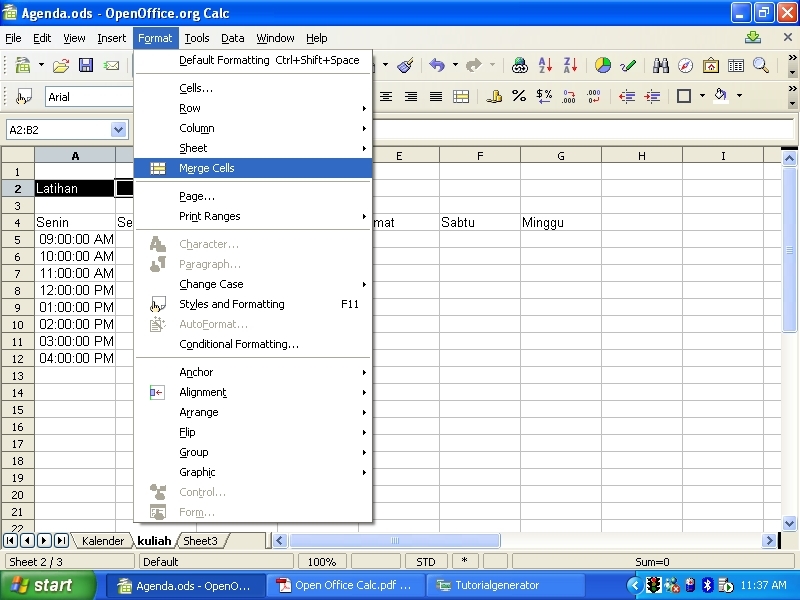 Agenda.ods - OpenOffice.org Calc
File Edit View Insert Format Tools Data Window Help
Arial
A2:B2
Default Formatting Ctrl+Shift+Space
Cells...
Row
Column
Sheet
Merge Cells
Page...
Print Ranges
Character...
Paragraph...
Change Case
Styles and Formatting F11
AutoFormat...
Conditional Formatting...
Anchor
Alignment
Arrange
Flip
Group
Graphic
Control...
Form...
A E F G H I
1
2 Latihan
3
4 Senin Se mat Sabtu Minggu
5 09:00:00 AM
6 10:00:00 AM
7 11:00:00 AM
8 12:00:00 PM
9 01:00:00 PM
10 02:00:00 PM
11 03:00:00 PM
12 04:00:00 PM
13
14
15
16
17
18
19
20
21
22
Kalender kuliah Sheet3
Sheet 2 / 3 Default 100% STD * Sum=0
start Agenda.ods - OpenO... Open Office Calc.pdf ... Tutorialgenerator 11:37 AM